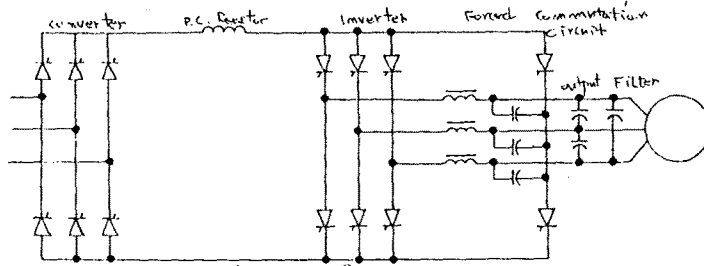 converter
D.C. Reactor
Inverter
Forced Commutation
Circuit
output Filter